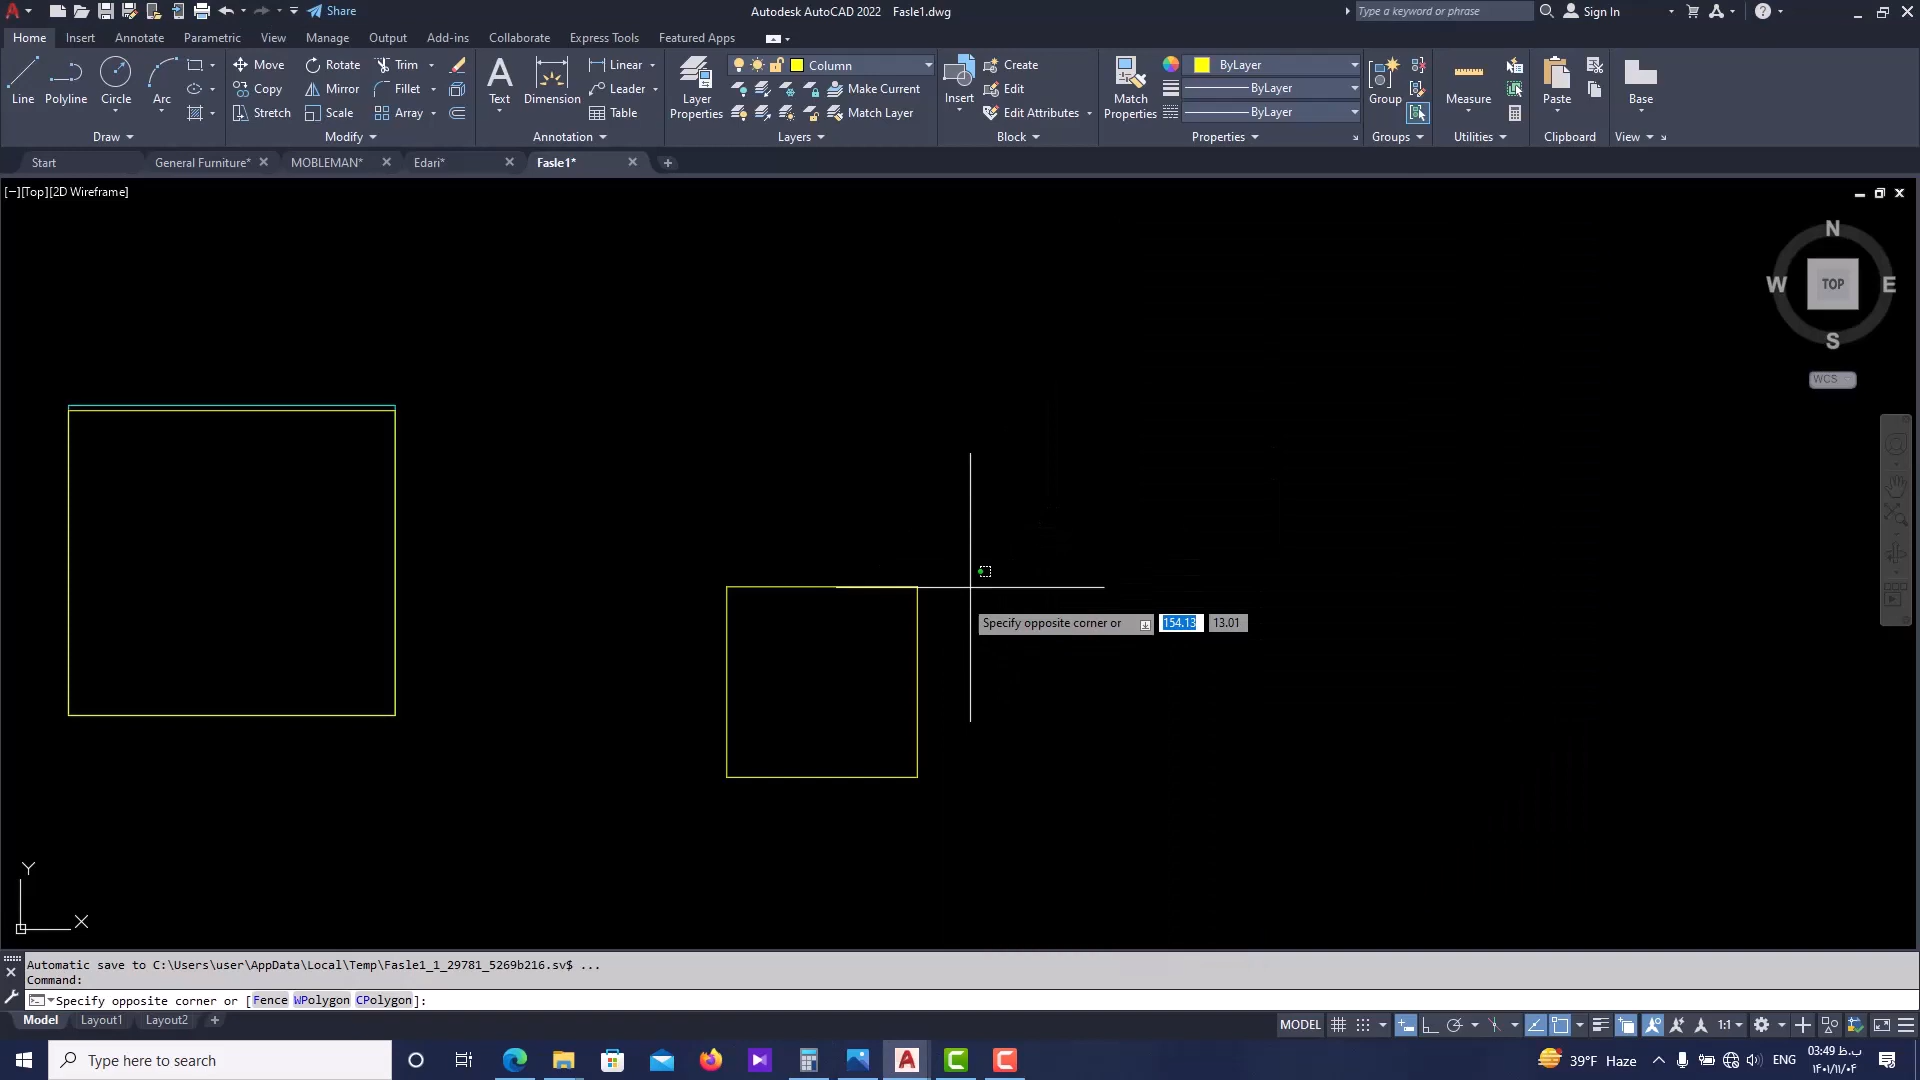 Share
Autodesk AutoCAD 2022 Fasle1.dwg
Type a keyword or phrase
Sign In
Home Insert Annotate Parametric View Manage Output Add-ins Collaborate Express Tools Featured Apps
Line Polyline Circle Arc
Move Rotate Trim
Copy Mirror Fillet
Stretch Scale Array
Text Dimension
Linear
Leader
Table
Layer Properties
Column
Make Current
Match Layer
Insert
Create
Edit
Edit Attributes
Match Properties
ByLayer
ByLayer
ByLayer
Group
Measure
Paste
Base
Draw Modify Annotation Layers Block Properties Groups Utilities Clipboard View
Start General Furniture* MOBLEMAN* Edari* Fasle1*
[−][Top][2D Wireframe]
N
W TOP E
S
WCS
Specify opposite corner or 154.13 13.01
Y
X
Automatic save to C:\Users\user\AppData\Local\Temp\Fasle1_1_29781_5269b216.sv$ ...
Command:
Specify opposite corner or [Fence WPolygon CPolygon]:
Model Layout1 Layout2
MODEL 1:1
Type here to search
39°F Haze
ENG
03:49 ب.ظ
۱۴۰۱/۱۱/۰۴